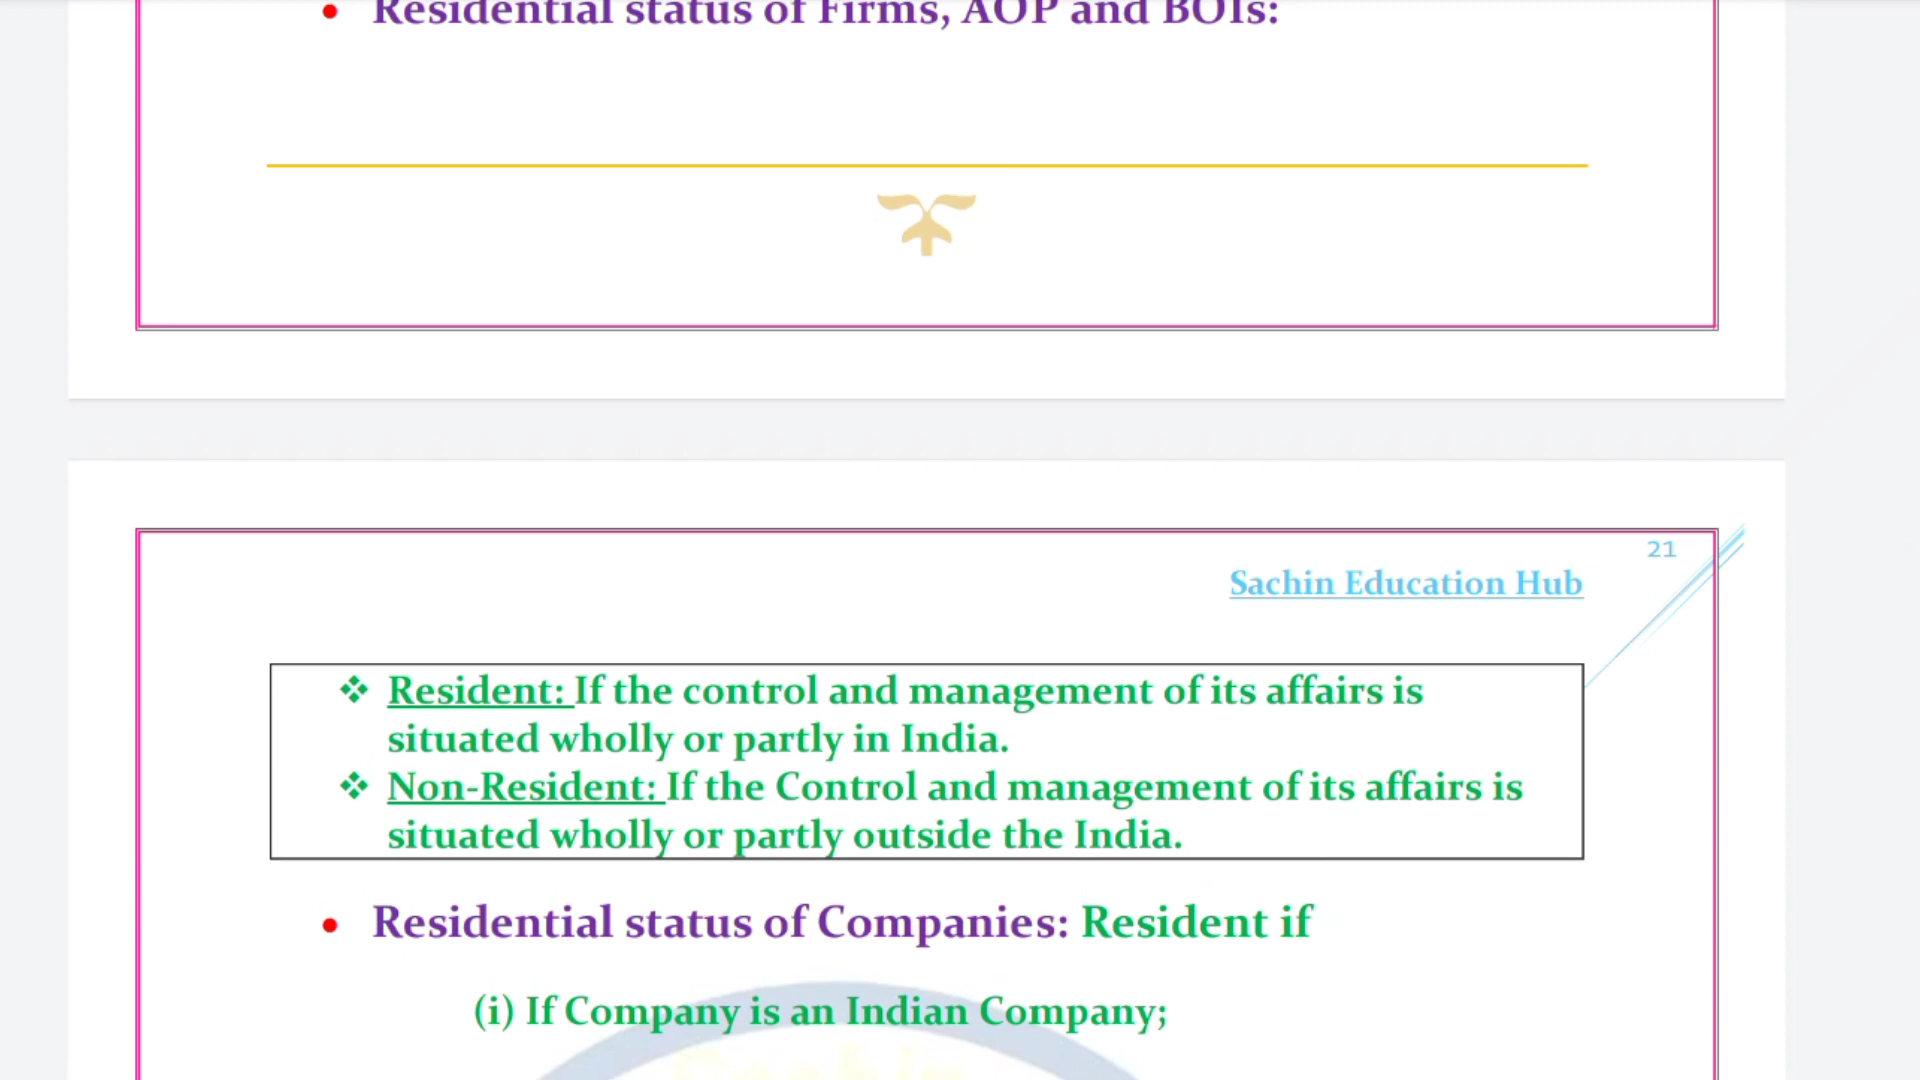 Residential status of Firms, AOP and BOIs:
21
Sachin Education Hub
❖ Resident: If the control and management of its affairs is
situated wholly or partly in India.
❖ Non-Resident: If the Control and management of its affairs is
situated wholly or partly outside the India.
Residential status of Companies: Resident if
(i) If Company is an Indian Company;